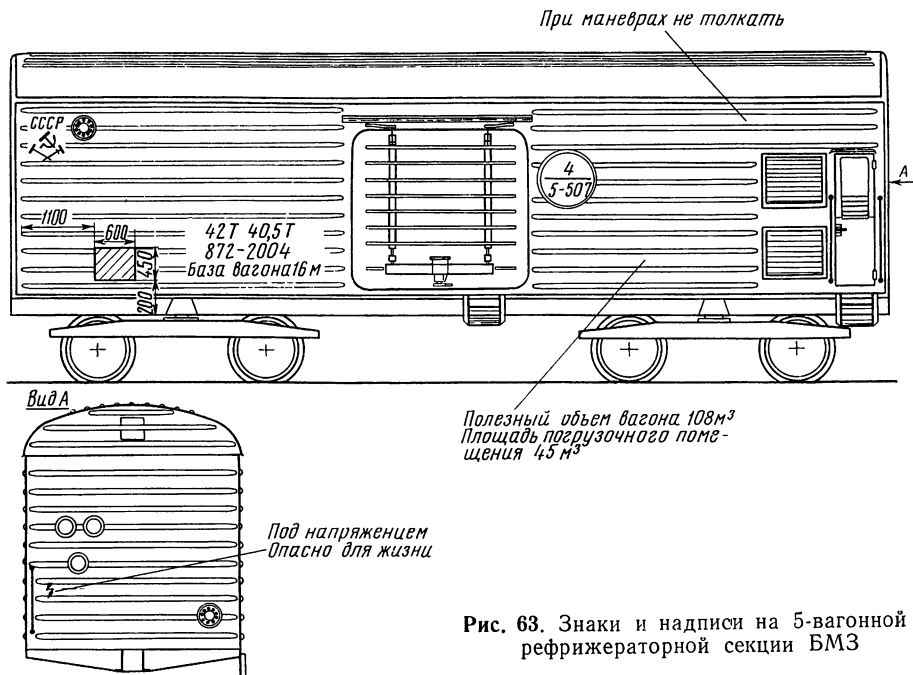 При маневрах не толкать
СССР
4
5-507
А
1100
600
450
200
42Т 40,5Т
872-2004
База вагона 16 м
Вид А
Полезный объем вагона 108м³
Площадь погрузочного поме-
щения 45 м³
Под напряжением
Опасно для жизни
Рис. 63. Знаки и надписи на 5-вагонной
рефрижераторной секции БМЗ